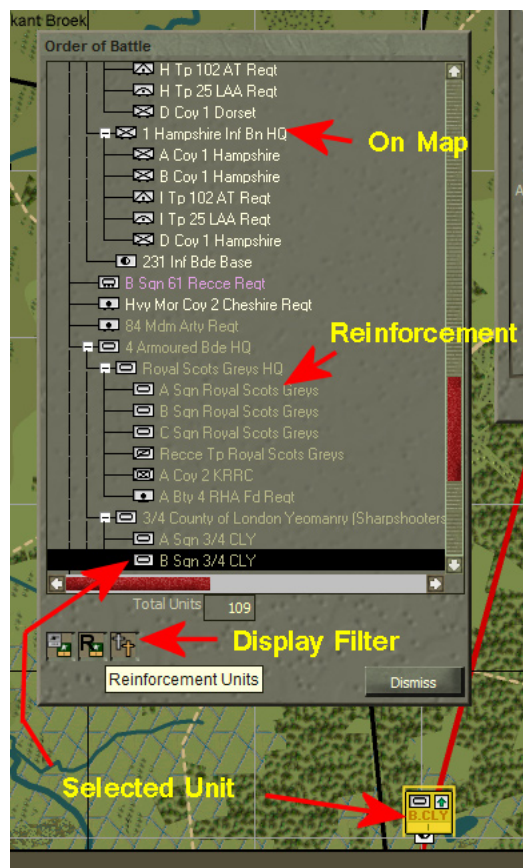 kant Broek
Order of Battle
H Tp 102 AT Regt
H Tp 25 LAA Regt
D Coy 1 Dorset
1 Hampshire Inf Bn HQ
On Map
A Coy 1 Hampshire
B Coy 1 Hampshire
I Tp 102 AT Regt
I Tp 25 LAA Regt
D Coy 1 Hampshire
231 Inf Bde Base
B Sqn 61 Recce Regt
Hvy Mor Coy 2 Cheshire Regt
84 Mdm Arty Regt
Reinforcement
4 Armoured Bde HQ
Royal Scots Greys HQ
A Sqn Royal Scots Greys
B Sqn Royal Scots Greys
C Sqn Royal Scots Greys
Recce Tp Royal Scots Greys
A Coy 2 KRRC
A Bty 4 RHA Fd Regt
3/4 County of London Yeomanry (Sharpshooters
A Sqn 3/4 CLY
B Sqn 3/4 CLY
Total Units 109
R
Display Filter
Reinforcement Units
Dismiss
Selected Unit
B.CLY
I